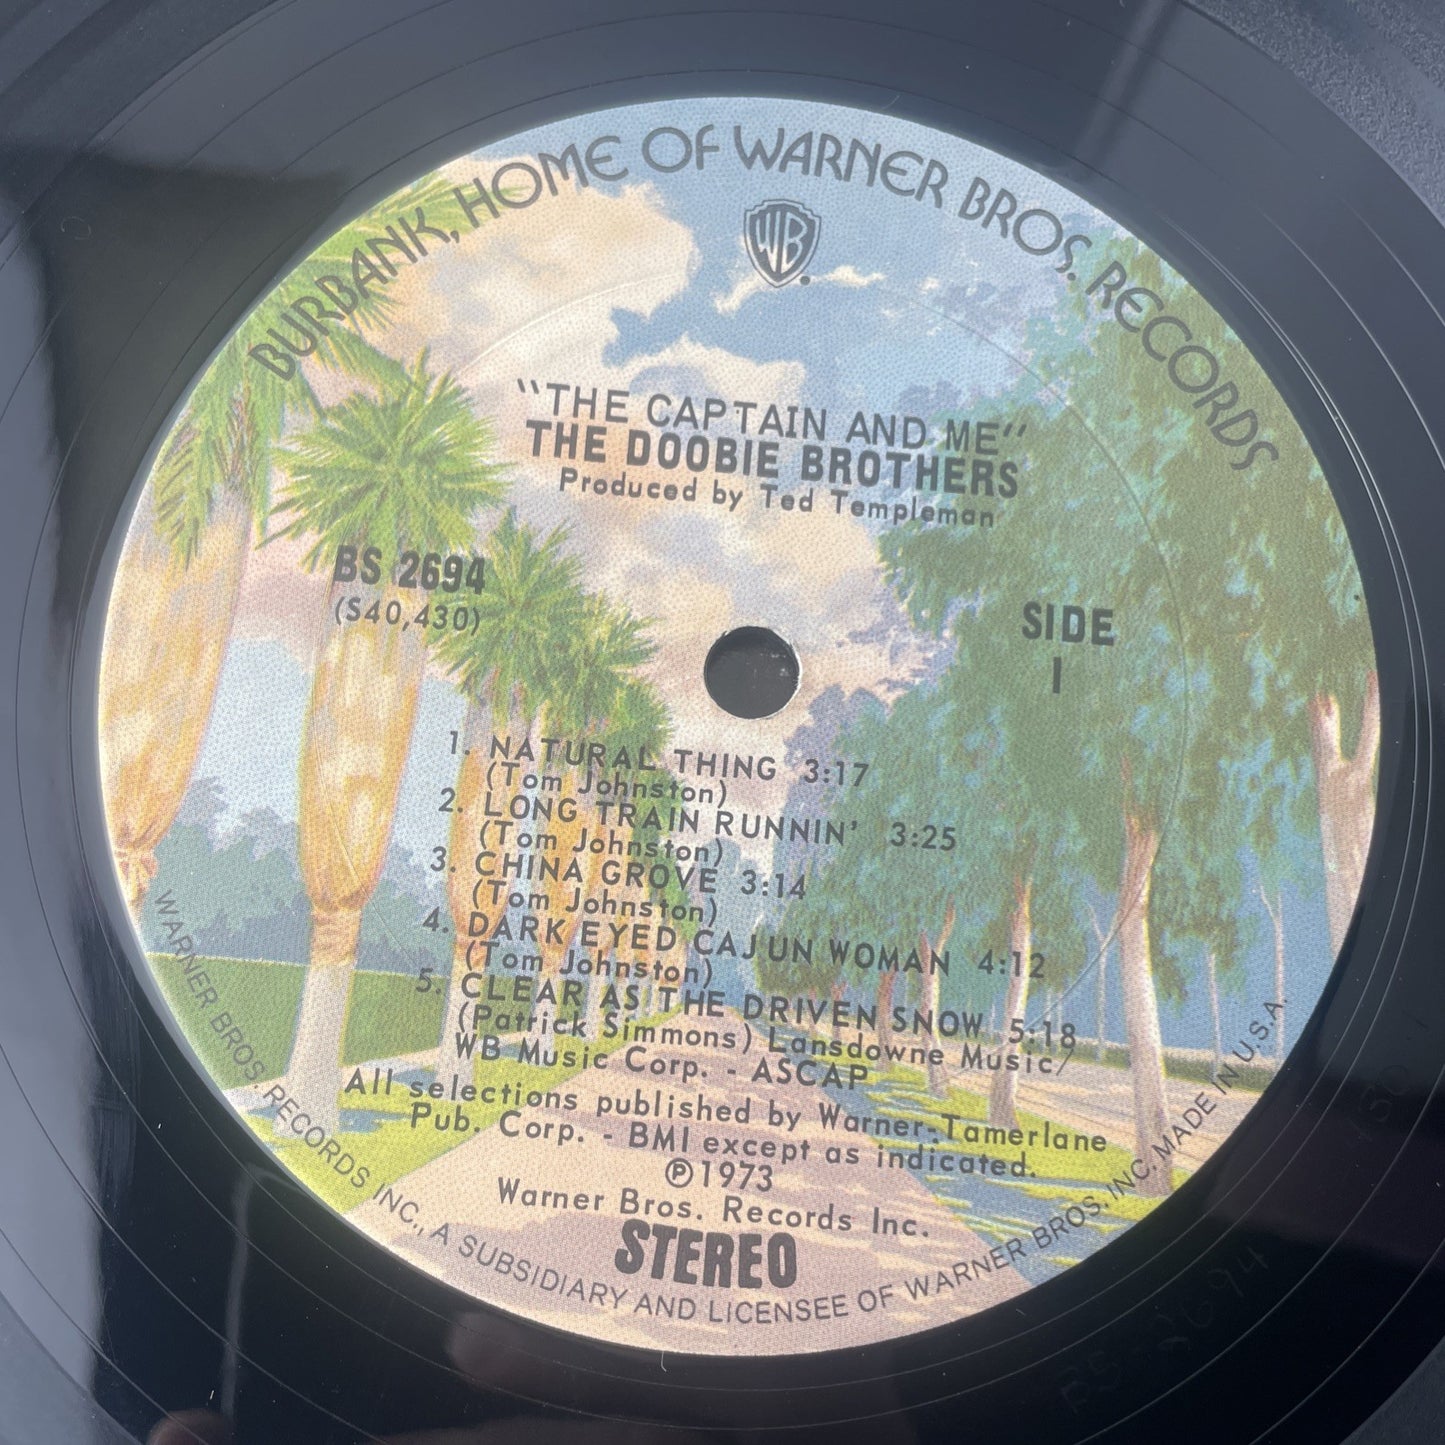 BURBANK, HOME OF WARNER BROS. RECORDS
WB
"THE CAPTAIN AND ME"
THE DOOBIE BROTHERS
Produced by Ted Templeman
BS 2694
(S40,430)
SIDE
1
1. NATURAL THING 3:17
(Tom Johnston)
2. LONG TRAIN RUNNIN' 3:25
(Tom Johnston)
3. CHINA GROVE 3:14
(Tom Johnston)
4. DARK EYED CAJUN WOMAN 4:12
(Tom Johnston)
5. CLEAR AS THE DRIVEN SNOW 5:18
(Patrick Simmons) Lansdowne Music/
WB Music Corp. - ASCAP
All selections published by Warner-Tamerlane
Pub. Corp. - BMI except as indicated.
℗1973
Warner Bros. Records Inc.
STEREO
WARNER BROS. RECORDS INC., A SUBSIDIARY AND LICENSEE OF WARNER BROS. INC. MADE IN U.S.A.
BS-2694